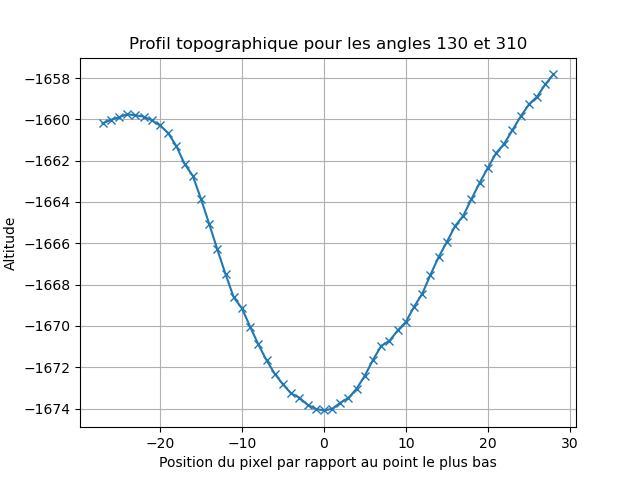 Profil topographique pour les angles 130 et 310
Altitude
−1658
−1660
−1662
−1664
−1666
−1668
−1670
−1672
−1674
−20 −10 0 10 20 30
Position du pixel par rapport au point le plus bas